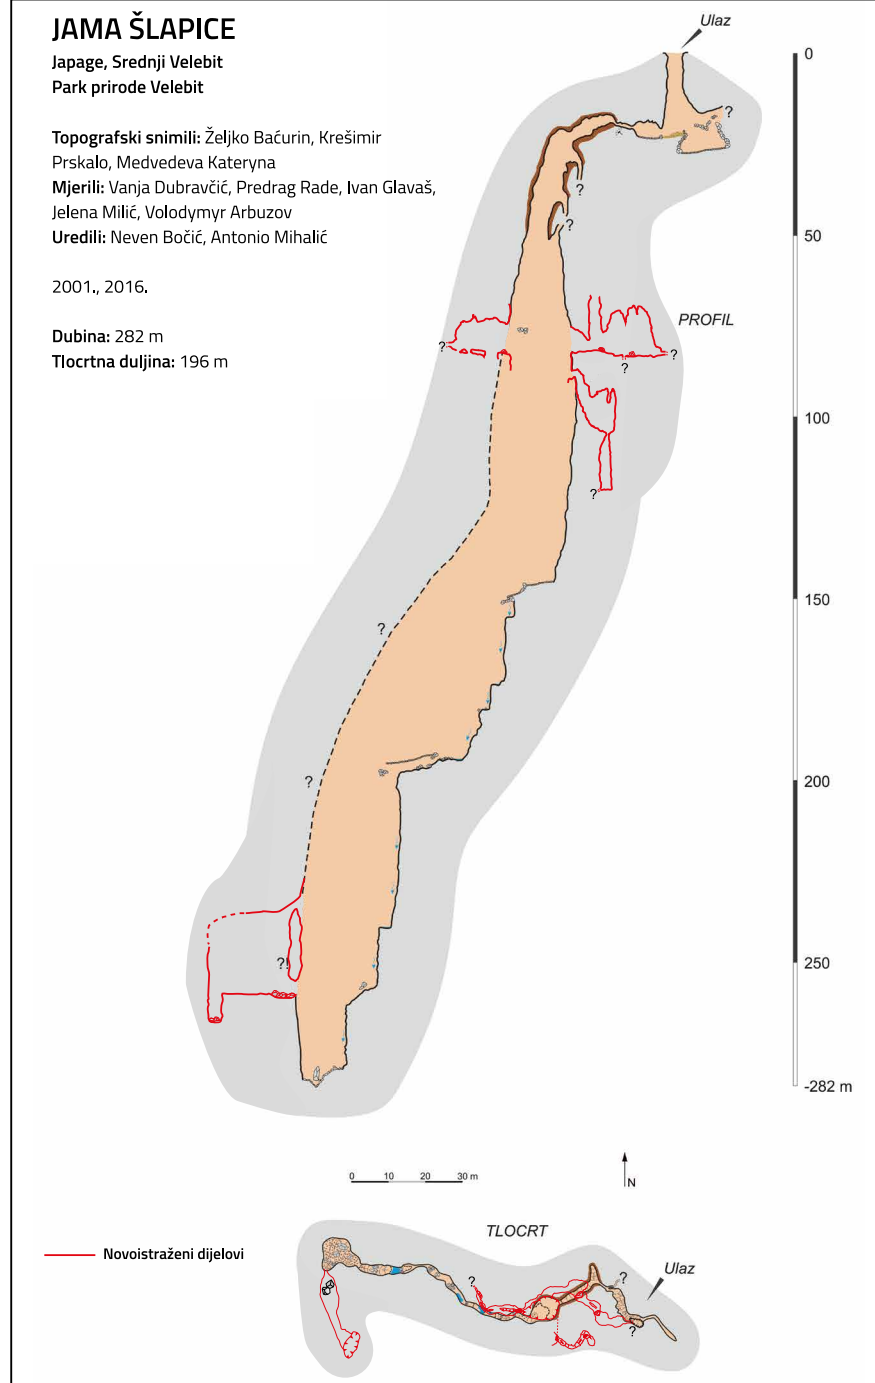 JAMA ŠLAPICE
Japage, Srednji Velebit
Park prirode Velebit
Topografski snimili: Željko Baćurin, Krešimir
Prskalo, Medvedeva Kateryna
Mjerili: Vanja Dubravčić, Predrag Rade, Ivan Glavaš,
Jelena Milić, Volodymyr Arbuzov
Uredili: Neven Bočić, Antonio Mihalić
2001., 2016.
Dubina: 282 m
Tlocrtna duljina: 196 m
Ulaz
0
?
?
?
50
PROFIL
?
?
?
100
?
150
?
200
?
250
?!
-282 m
0 10 20 30 m
N
TLOCRT
Novoistraženi dijelovi
Ulaz
?
?
?